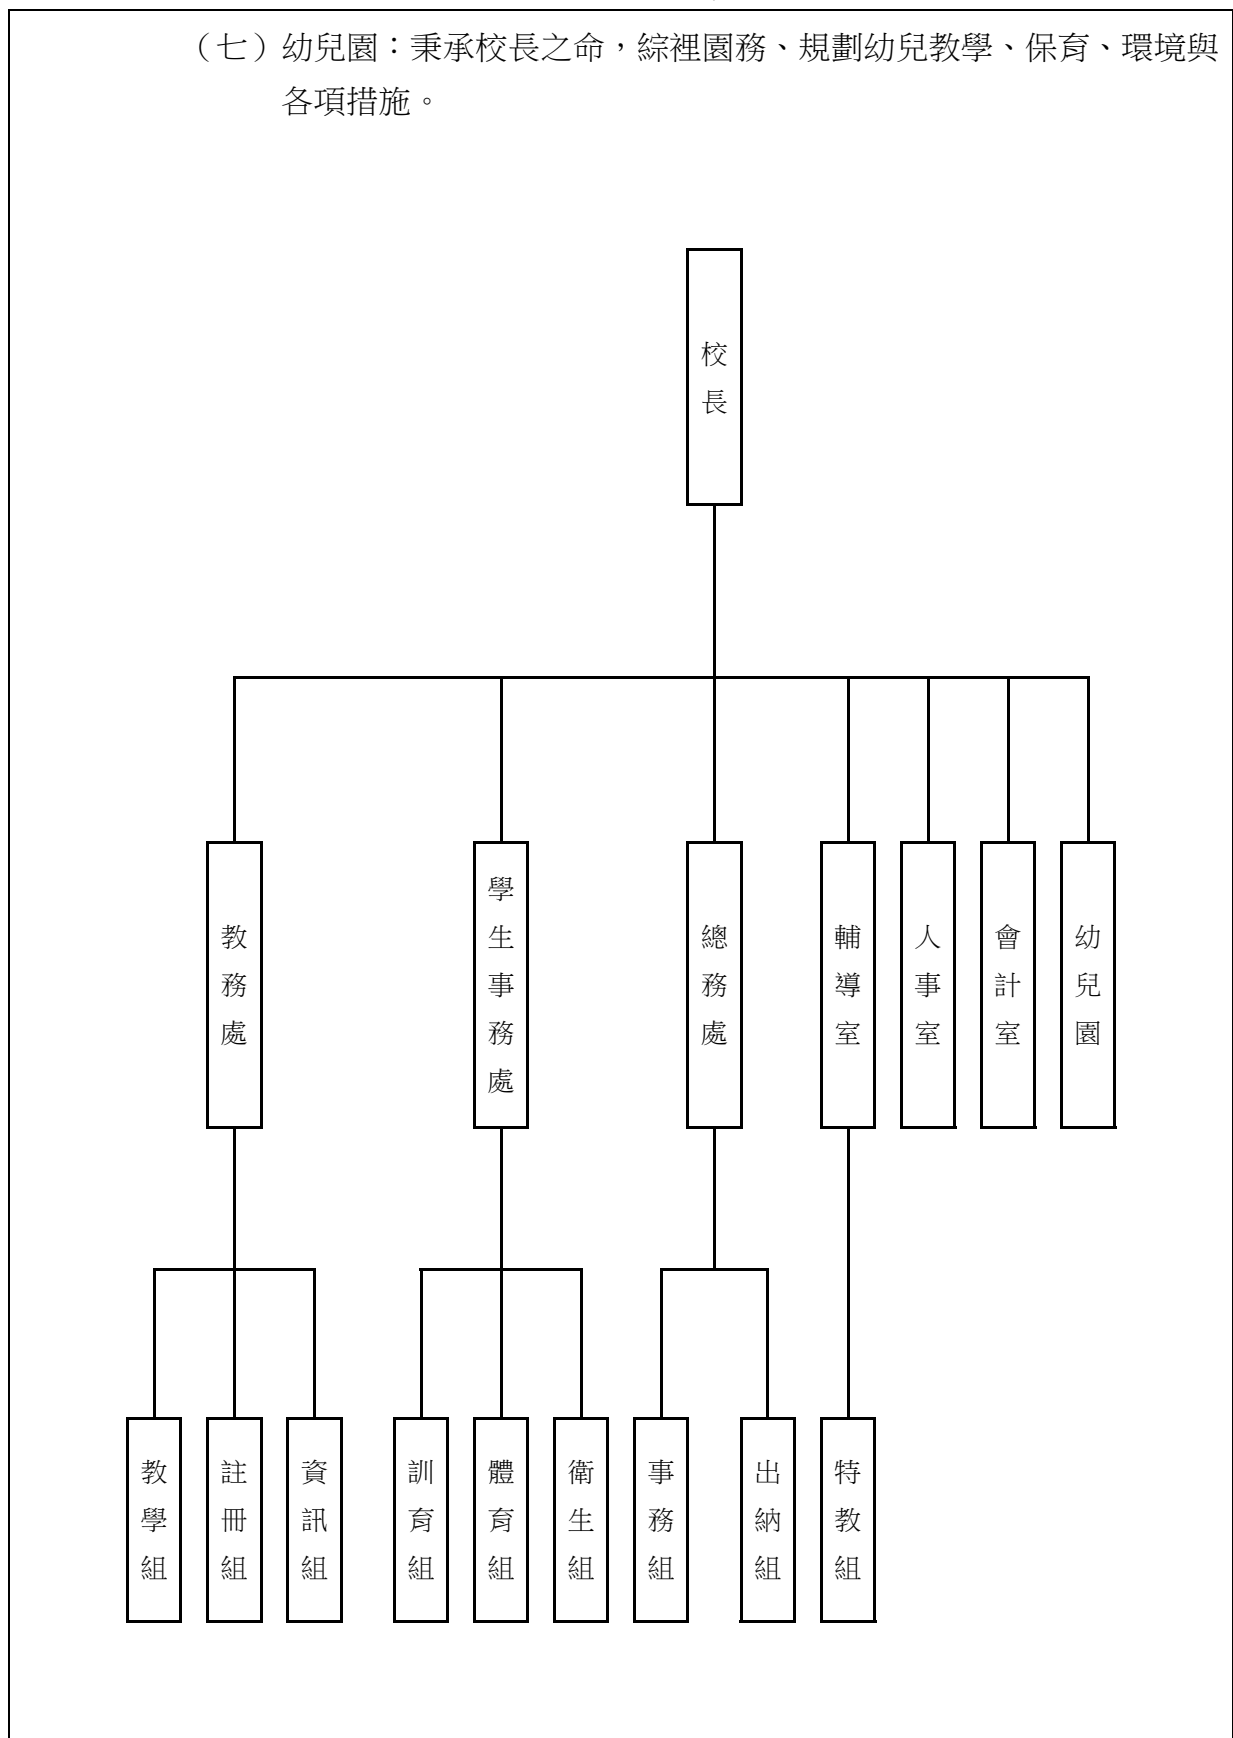 （七）幼兒園：秉承校長之命，綜裡園務、規劃幼兒教學、保育、環境與
各項措施。
校長
教務處
學生事務處
總務處
輔導室
人事室
會計室
幼兒園
教學組
註冊組
資訊組
訓育組
體育組
衛生組
事務組
出納組
特教組